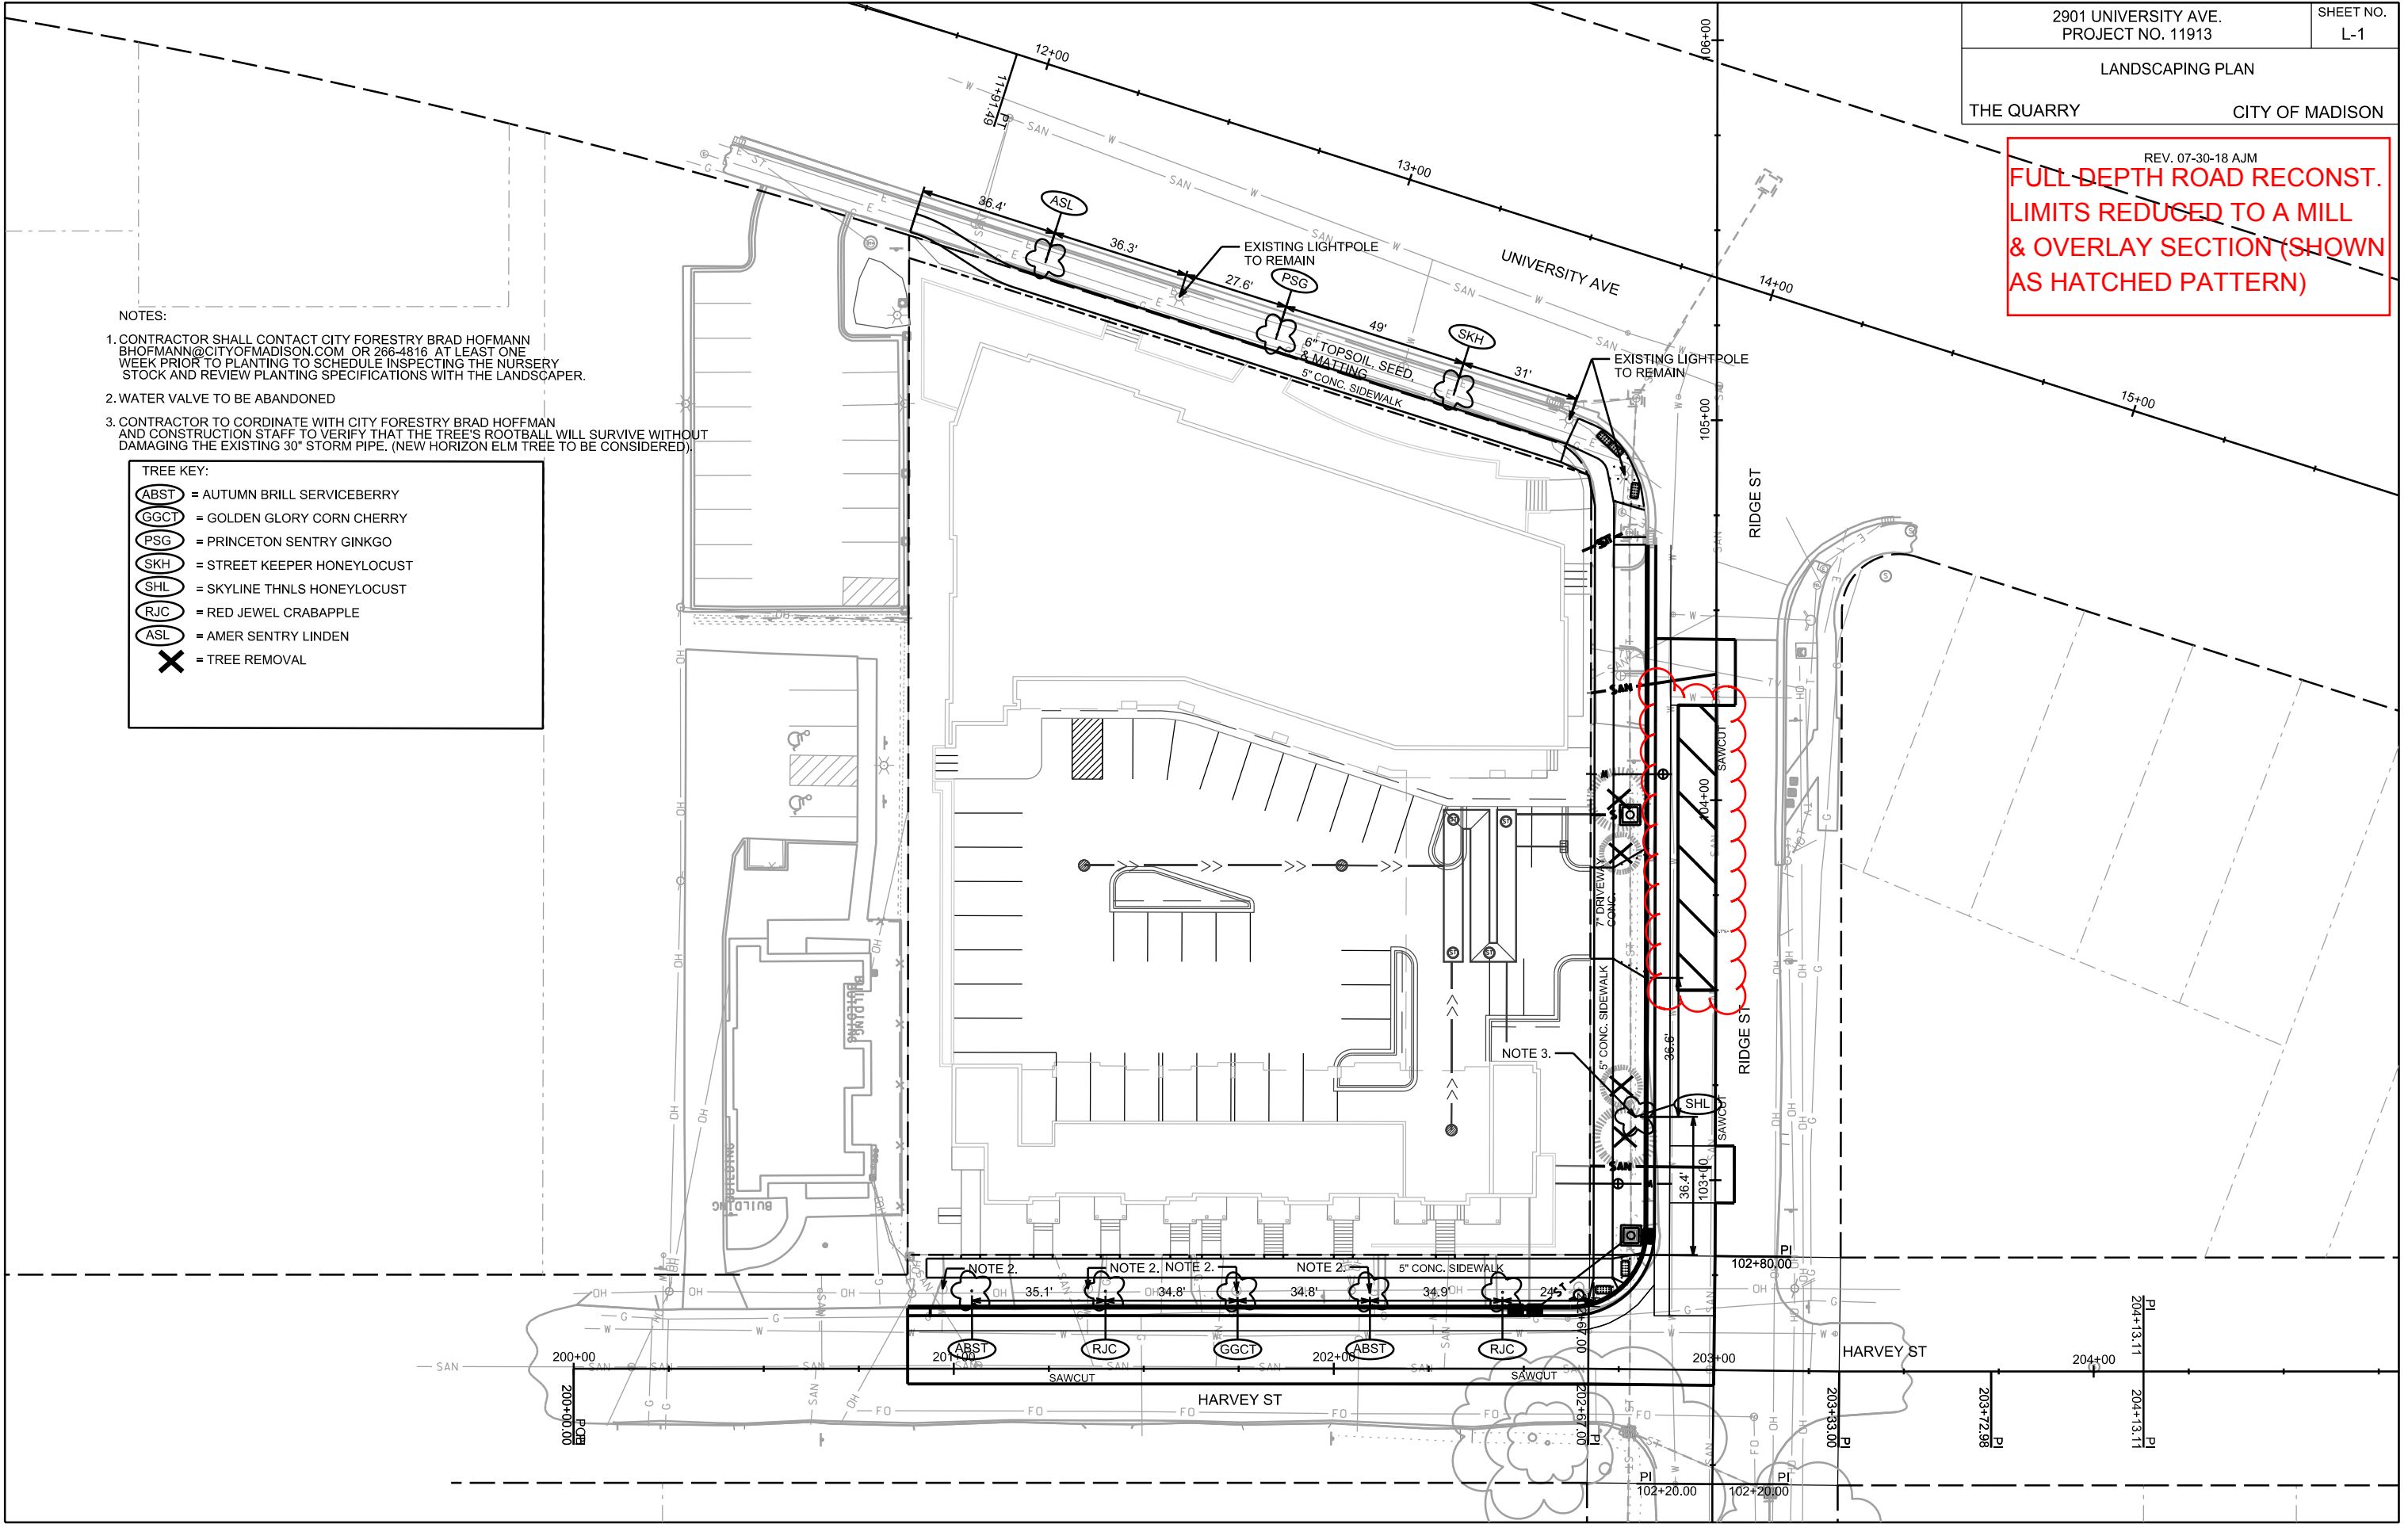 2901 UNIVERSITY AVE.
PROJECT NO. 11913
SHEET NO.
L-1
LANDSCAPING PLAN
THE QUARRY
CITY OF MADISON
REV. 07-30-18 AJM
FULL DEPTH ROAD RECONST.
LIMITS REDUCED TO A MILL
& OVERLAY SECTION (SHOWN
AS HATCHED PATTERN)
NOTES:
1. CONTRACTOR SHALL CONTACT CITY FORESTRY BRAD HOFMANN
BHOFMANN@CITYOFMADISON.COM OR 266-4816 AT LEAST ONE
WEEK PRIOR TO PLANTING TO SCHEDULE INSPECTING THE NURSERY
STOCK AND REVIEW PLANTING SPECIFICATIONS WITH THE LANDSCAPER.
2. WATER VALVE TO BE ABANDONED
3. CONTRACTOR TO CORDINATE WITH CITY FORESTRY BRAD HOFFMAN
AND CONSTRUCTION STAFF TO VERIFY THAT THE TREE'S ROOTBALL WILL SURVIVE WITHOUT
DAMAGING THE EXISTING 30" STORM PIPE. (NEW HORIZON ELM TREE TO BE CONSIDERED).
TREE KEY:
ABST = AUTUMN BRILL SERVICEBERRY
GGCT = GOLDEN GLORY CORN CHERRY
PSG = PRINCETON SENTRY GINKGO
SKH = STREET KEEPER HONEYLOCUST
SHL = SKYLINE THNLS HONEYLOCUST
RJC = RED JEWEL CRABAPPLE
ASL = AMER SENTRY LINDEN
= TREE REMOVAL
12+00
11+91.49
PT
13+00
14+00
15+00
106+00
105+00
104+00
103+00
UNIVERSITY AVE
36.4'
ASL
36.3'
EXISTING LIGHTPOLE
TO REMAIN
27.6'
PSG
49'
SKH
31'
6" TOPSOIL, SEED,
& MATTING
5" CONC. SIDEWALK
EXISTING LIGHTPOLE
TO REMAIN
RIDGE ST
SAN
SAWCUT
7" DRIVEWAY
CONC.
5" CONC. SIDEWALK
NOTE 3.
36.6'
RIDGE ST
SHL
SAWCUT
36.4'
SAN
BUILDING
BUILDING
BUILDING
BUILDING
PI
102+80.00
NOTE 2.
NOTE 2.
NOTE 2.
NOTE 2.
5" CONC. SIDEWALK
35.1'
34.8'
34.8'
34.9'
24'
ST
ABST
RJC
GGCT
ABST
RJC
200+00
201+00
202+00
203+00
204+00
SAWCUT
SAWCUT
HARVEY ST
HARVEY ST
200+00.00
POB
202+67.00
202+67.00
PI
203+33.00
PI
203+72.98
PI
204+13.11
PI
204+13.11
PI
PI
102+20.00
PI
102+20.00